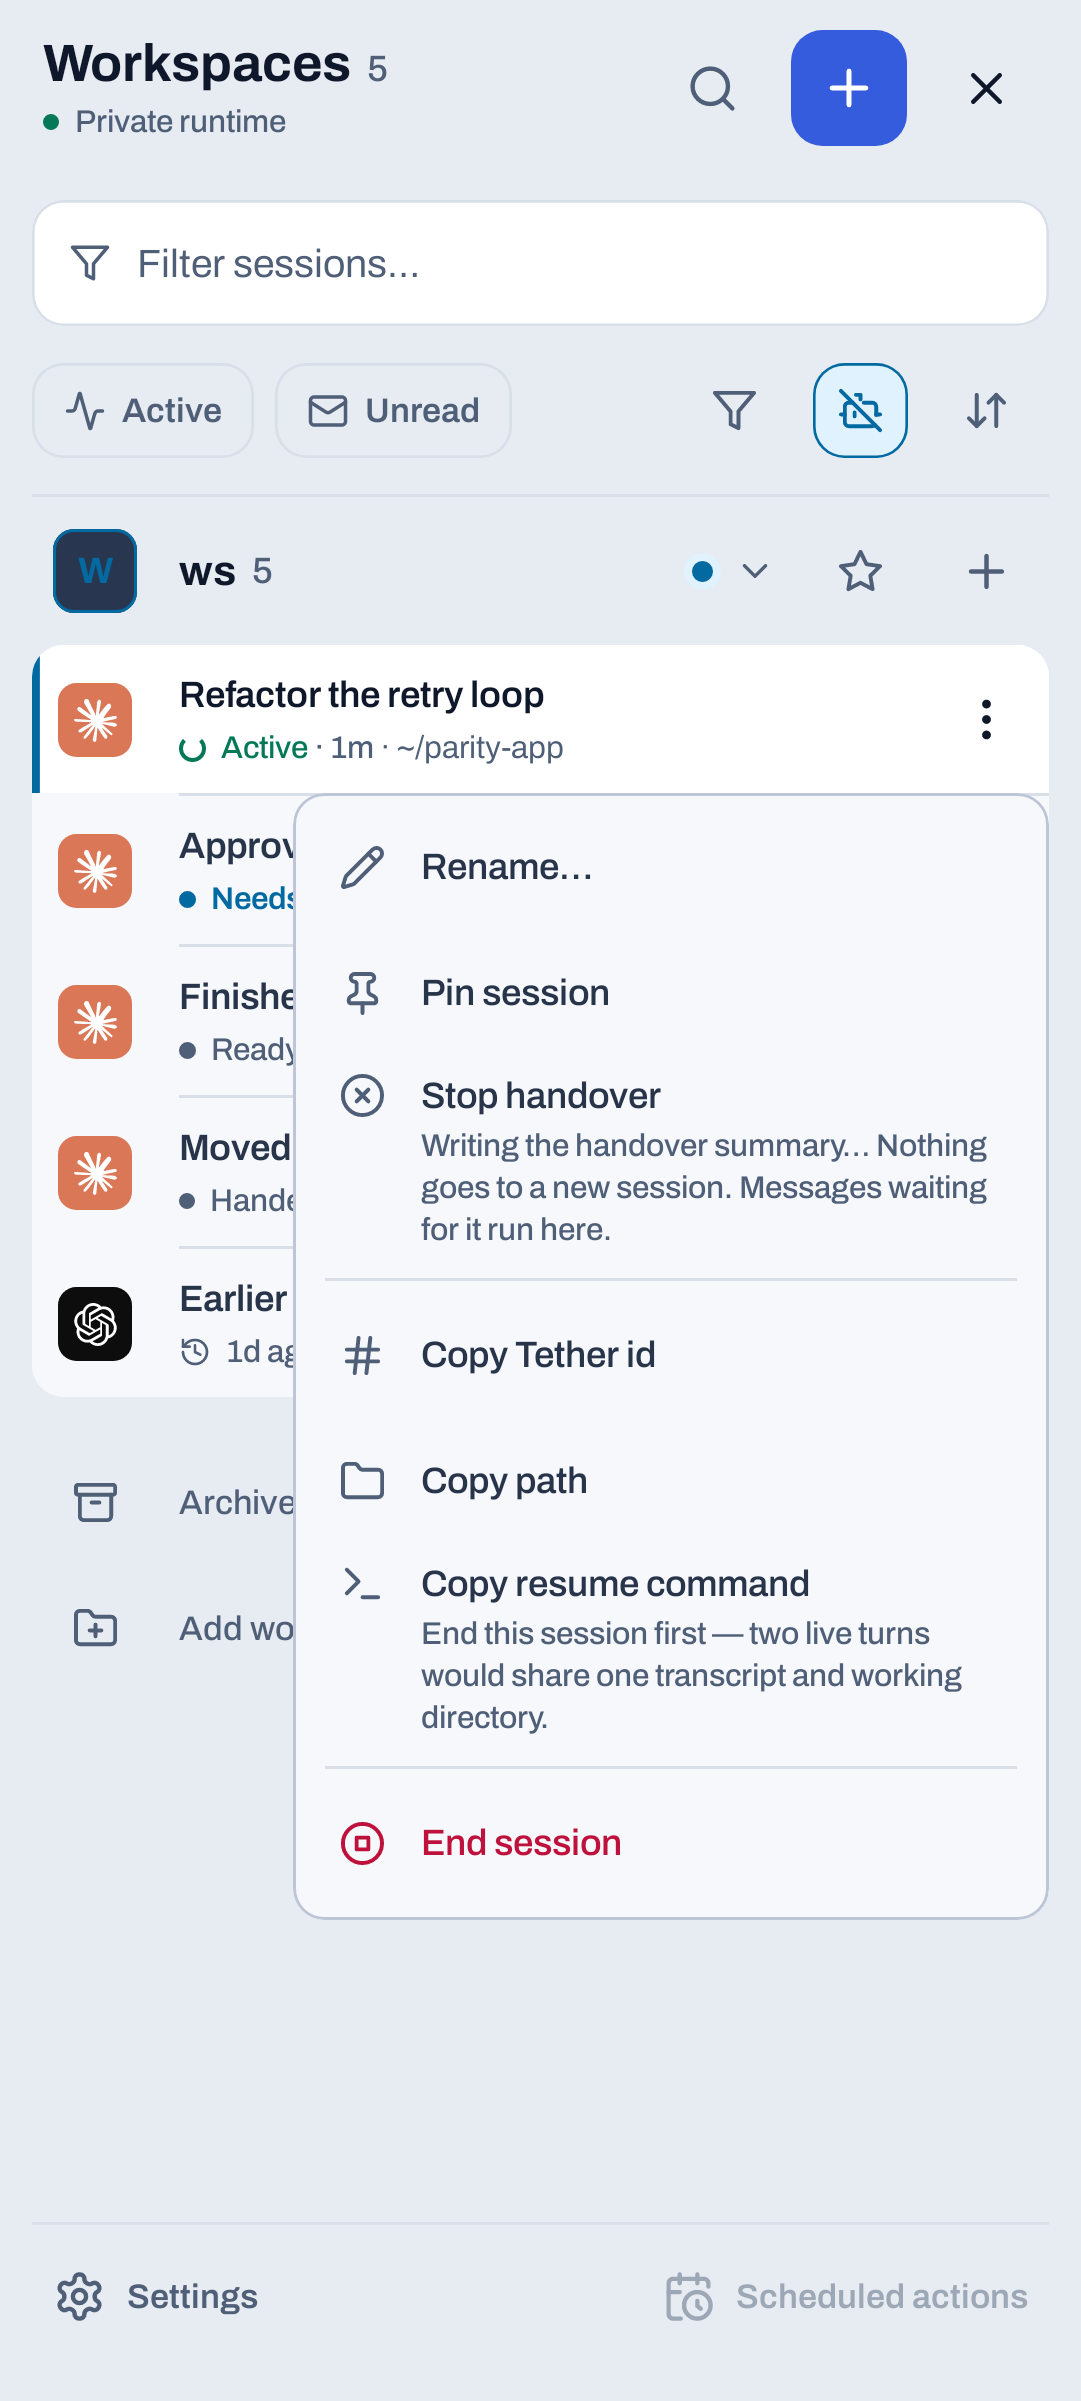 Workspaces 5
Private runtime
Filter sessions...
Active
Unread
W
ws 5
Refactor the retry loop
Active · 1m · ~/parity-app
Rename...
Pin session
Stop handover
Writing the handover summary... Nothing
goes to a new session. Messages waiting
for it run here.
Copy Tether id
Copy path
Copy resume command
End this session first — two live turns
would share one transcript and working
directory.
End session
Approv
Needs
Finishe
Ready
Moved
Hande
Earlier
1d ag
Archive
Add wo
Settings
Scheduled actions